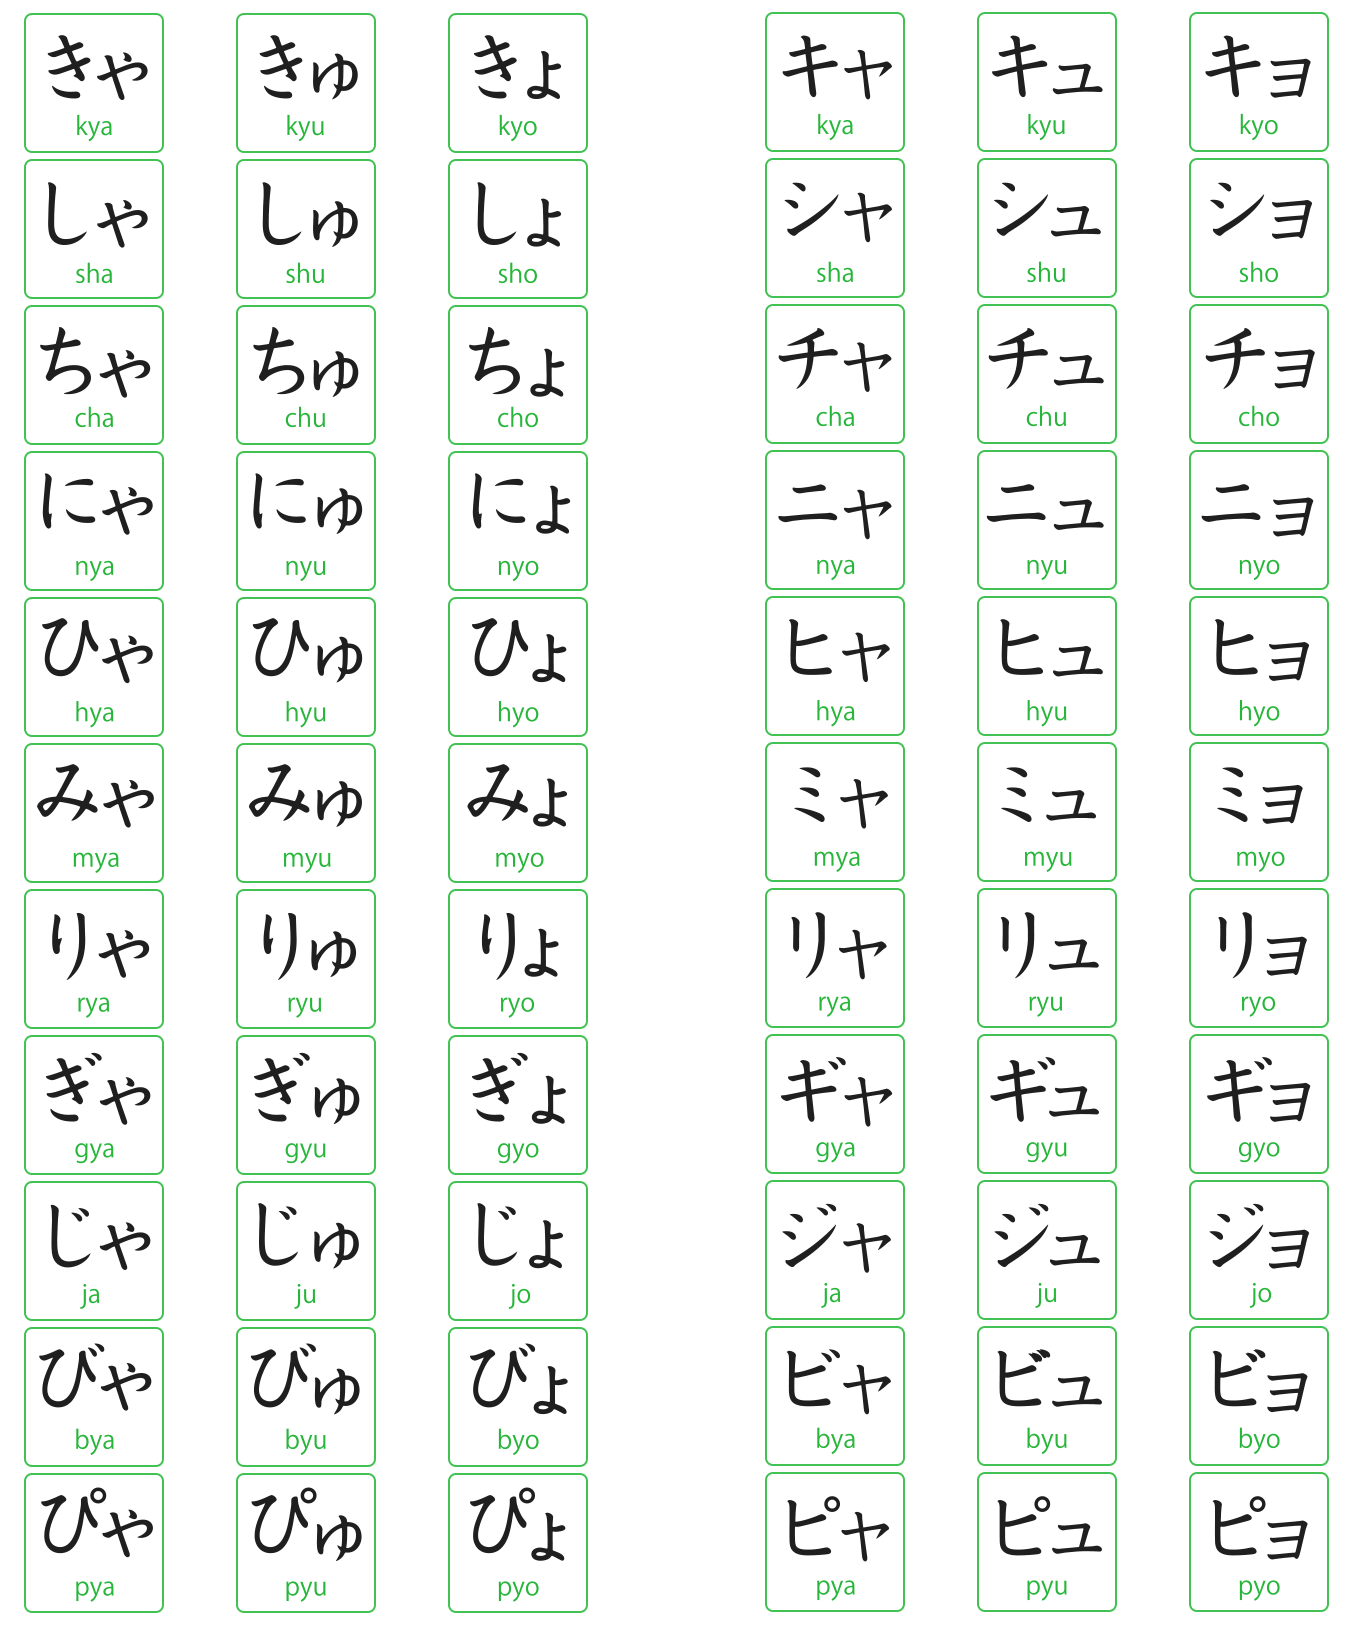 きゃ きゅ きょ キャ キュ キョ
kya kyu kyo kya kyu kyo
しゃ しゅ しょ シャ シュ ショ
sha shu sho sha shu sho
ちゃ ちゅ ちょ チャ チュ チョ
cha chu cho cha chu cho
にゃ にゅ にょ ニャ ニュ ニョ
nya nyu nyo nya nyu nyo
ひゃ ひゅ ひょ ヒャ ヒュ ヒョ
hya hyu hyo hya hyu hyo
みゃ みゅ みょ ミャ ミュ ミョ
mya myu myo mya myu myo
りゃ りゅ りょ リャ リュ リョ
rya ryu ryo rya ryu ryo
ぎゃ ぎゅ ぎょ ギャ ギュ ギョ
gya gyu gyo gya gyu gyo
じゃ じゅ じょ ジャ ジュ ジョ
ja ju jo ja ju jo
びゃ びゅ びょ ビャ ビュ ビョ
bya byu byo bya byu byo
ぴゃ ぴゅ ぴょ ピャ ピュ ピョ
pya pyu pyo pya pyu pyo